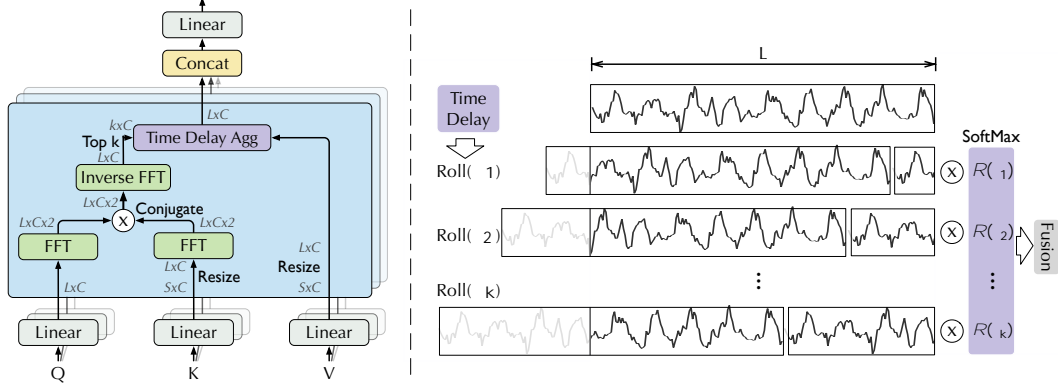 Linear
Concat
LxC
kxC
Time Delay Agg
Top k
LxC
Inverse FFT
LxCx2
Conjugate
LxCx2
X
LxCx2
FFT
FFT
LxC
LxC
Resize
Resize
LxC
SxC
SxC
Linear
Linear
Linear
Q
K
V
L
Time
Delay
SoftMax
Roll( 1)
X
R( 1)
Roll( 2)
X
R( 2)
Fusion
...
...
Roll( k)
X
R( k)